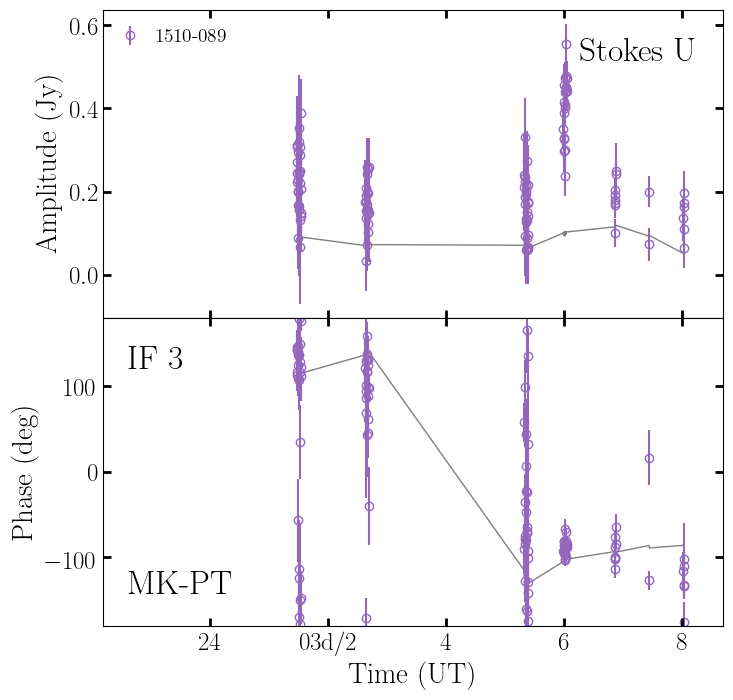 1510-089
Stokes U
Amplitude (Jy)
0.6
0.4
0.2
0.0
IF 3
MK-PT
Phase (deg)
100
0
−100
24
03d/2
4
6
8
Time (UT)